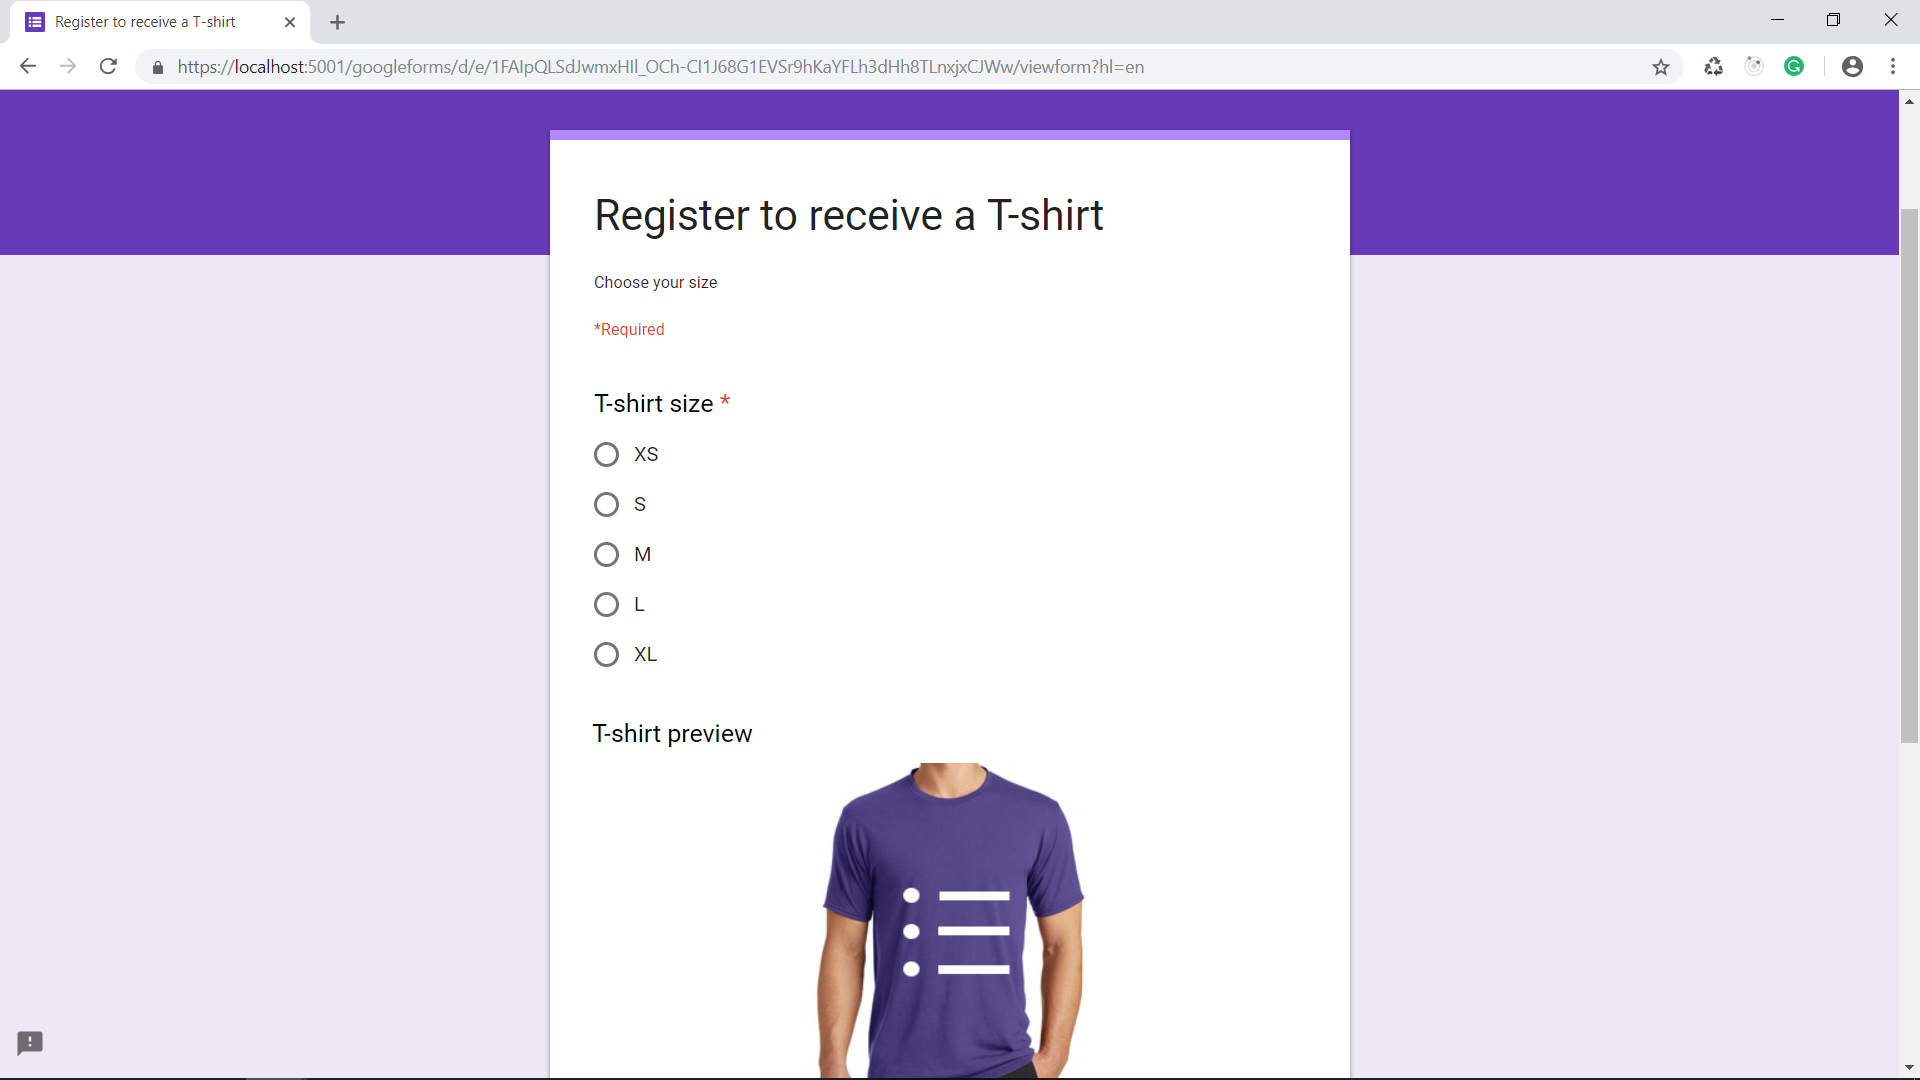 Register to receive a T-shirt
https://localhost:5001/googleforms/d/e/1FAIpQLSdJwmxHIl_OCh-CI1J68G1EVSr9hKaYFLh3dHh8TLnxjxCJWw/viewform?hl=en
Register to receive a T-shirt
Choose your size
*Required
T-shirt size *
XS
S
M
L
XL
T-shirt preview